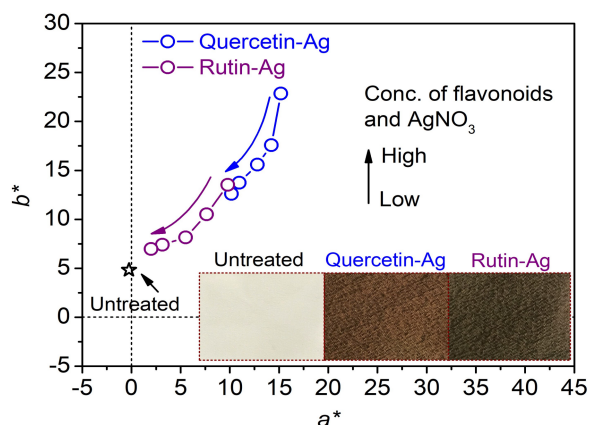 30
25
20
15
10
5
0
-5
b*
Quercetin-Ag
Rutin-Ag
Conc. of flavonoids
and AgNO₃
High
Low
Untreated
Untreated
Quercetin-Ag
Rutin-Ag
-5 0 5 10 15 20 25 30 35 40 45
a*